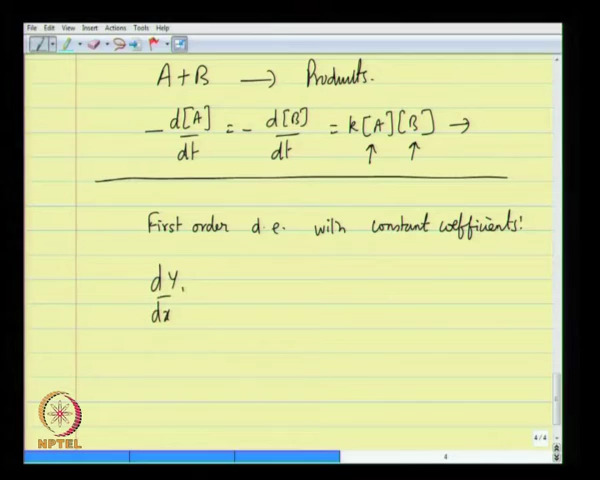 File Edit View Insert Actions Tools Help
A + B ⟶ Products.
- d[A]/dt = - d[B]/dt = k[A][B] →
First order d.e. with constant coefficients:
dy,/dx
NPTEL
4/4
4